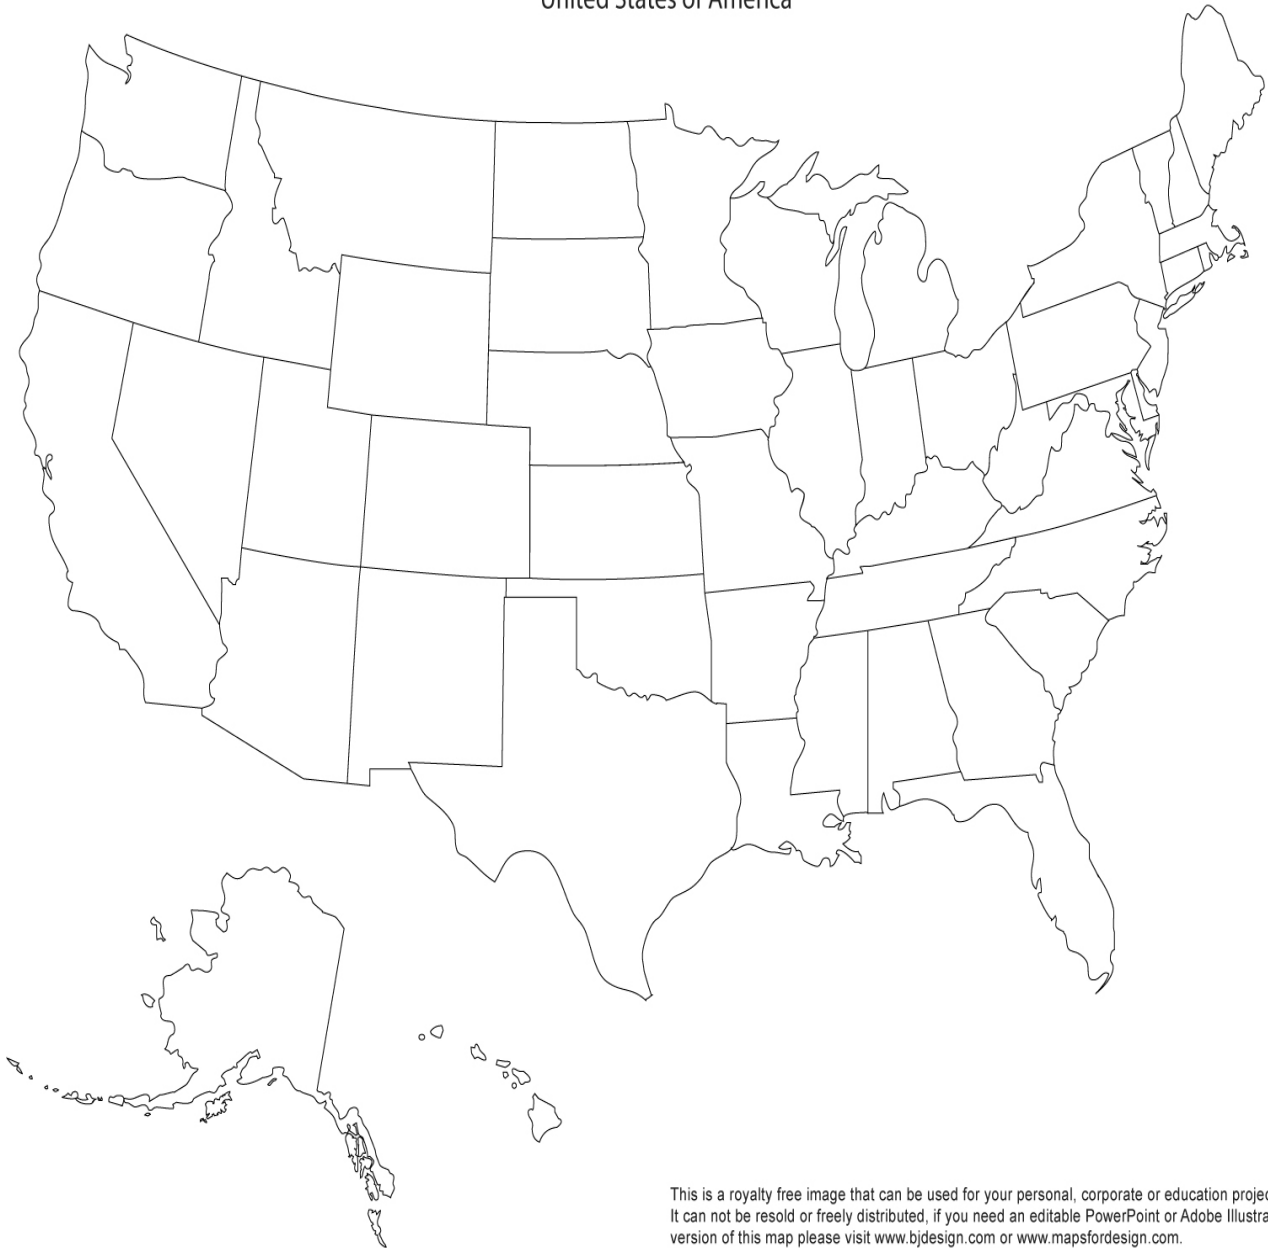 United States of America
This is a royalty free image that can be used for your personal, corporate or education
It can not be resold or freely distributed, if you need an editable PowerPoint or Adobe
version of this map please visit www.bjdesign.com or www.mapsfordesign.com.